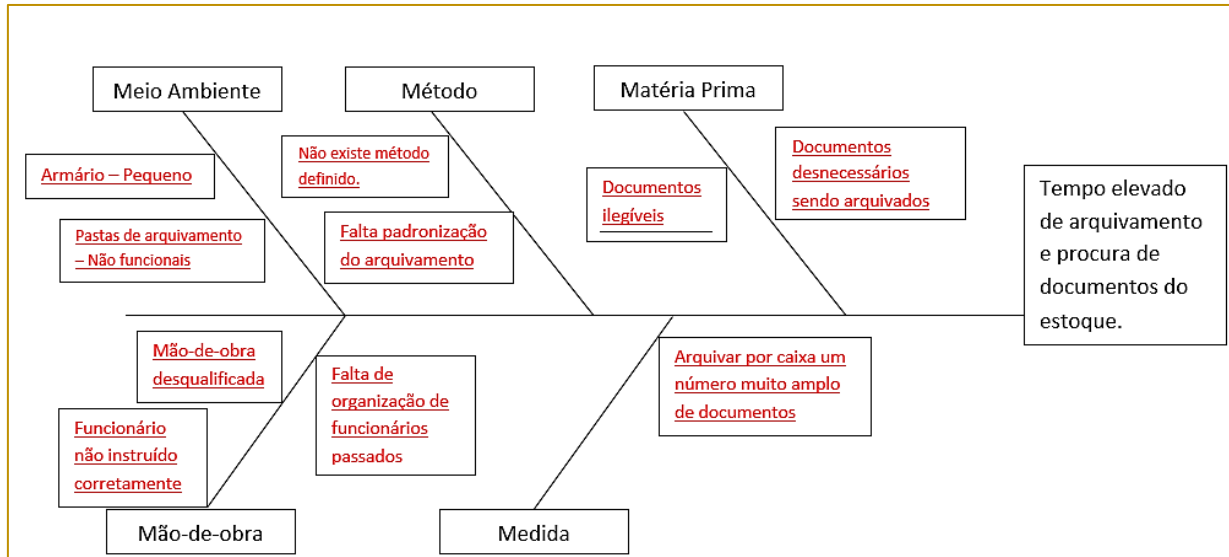 Meio Ambiente
Método
Matéria Prima
Armário – Pequeno
Pastas de arquivamento
– Não funcionais
Não existe método
definido.
Falta padronização
do arquivamento
Documentos
ilegíveis
Documentos
desnecessários
sendo arquivados
Tempo elevado
de arquivamento
e procura de
documentos do
estoque.
Mão-de-obra
desqualificada
Funcionário
não instruído
corretamente
Falta de
organização de
funcionários
passados
Arquivar por caixa um
número muito amplo
de documentos
Mão-de-obra
Medida